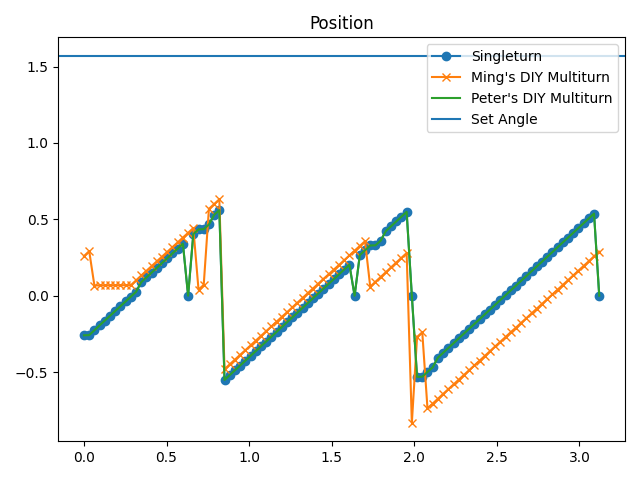 Position
Singleturn
Ming's DIY Multiturn
Peter's DIY Multiturn
Set Angle
1.5
1.0
0.5
0.0
−0.5
0.0 0.5 1.0 1.5 2.0 2.5 3.0